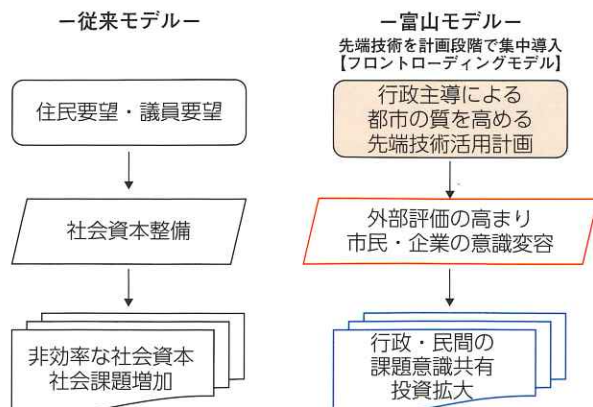 －従来モデル－
住民要望・議員要望
社会資本整備
非効率な社会資本
社会課題増加
－富山モデル－
先端技術を計画段階で集中導入
【フロントローディングモデル】
行政主導による
都市の質を高める
先端技術活用計画
外部評価の高まり
市民・企業の意識変容
行政・民間の
課題意識共有
投資拡大